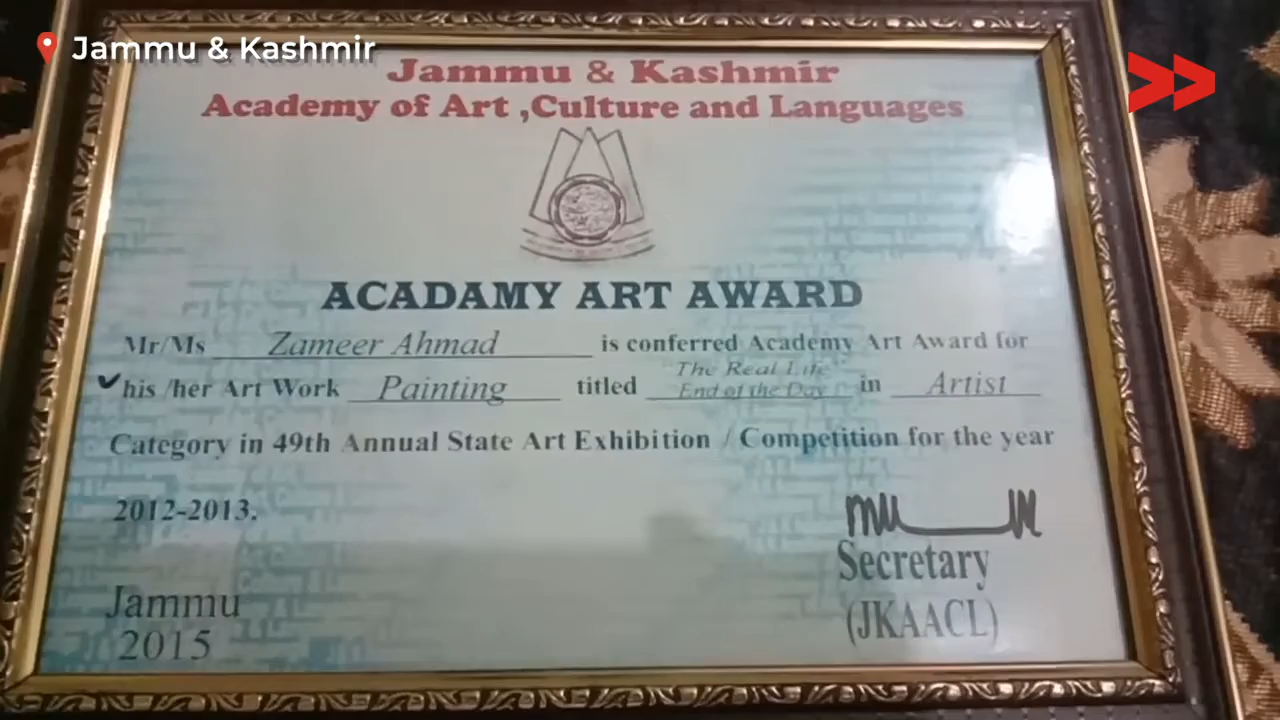 Jammu & Kashmir
Jammu & Kashmir
Academy of Art ,Culture and Languages
ACADAMY ART AWARD
Mr/Ms Zameer Ahmad is conferred Academy Art Award for
his /her Art Work Painting titled The Real Life End of the Day in Artist
Category in 49th Annual State Art Exhibition / Competition for the year
2012-2013.
Secretary
(JKAACL)
Jammu
2015